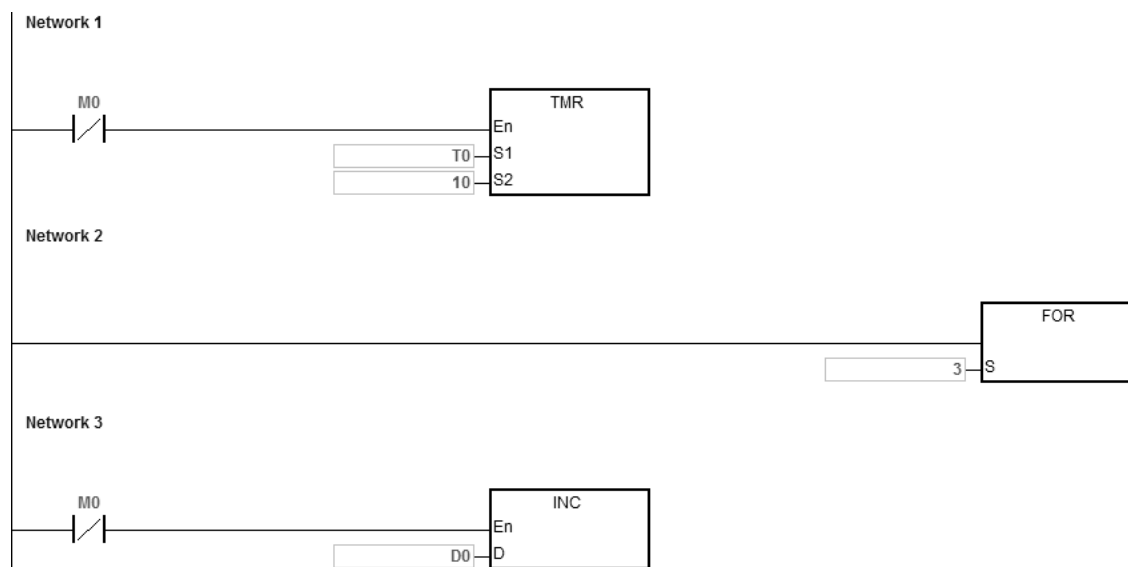 Network 1
M0
TMR
En
T0 S1
10 S2
Network 2
FOR
3 S
Network 3
M0
INC
En
D0 D